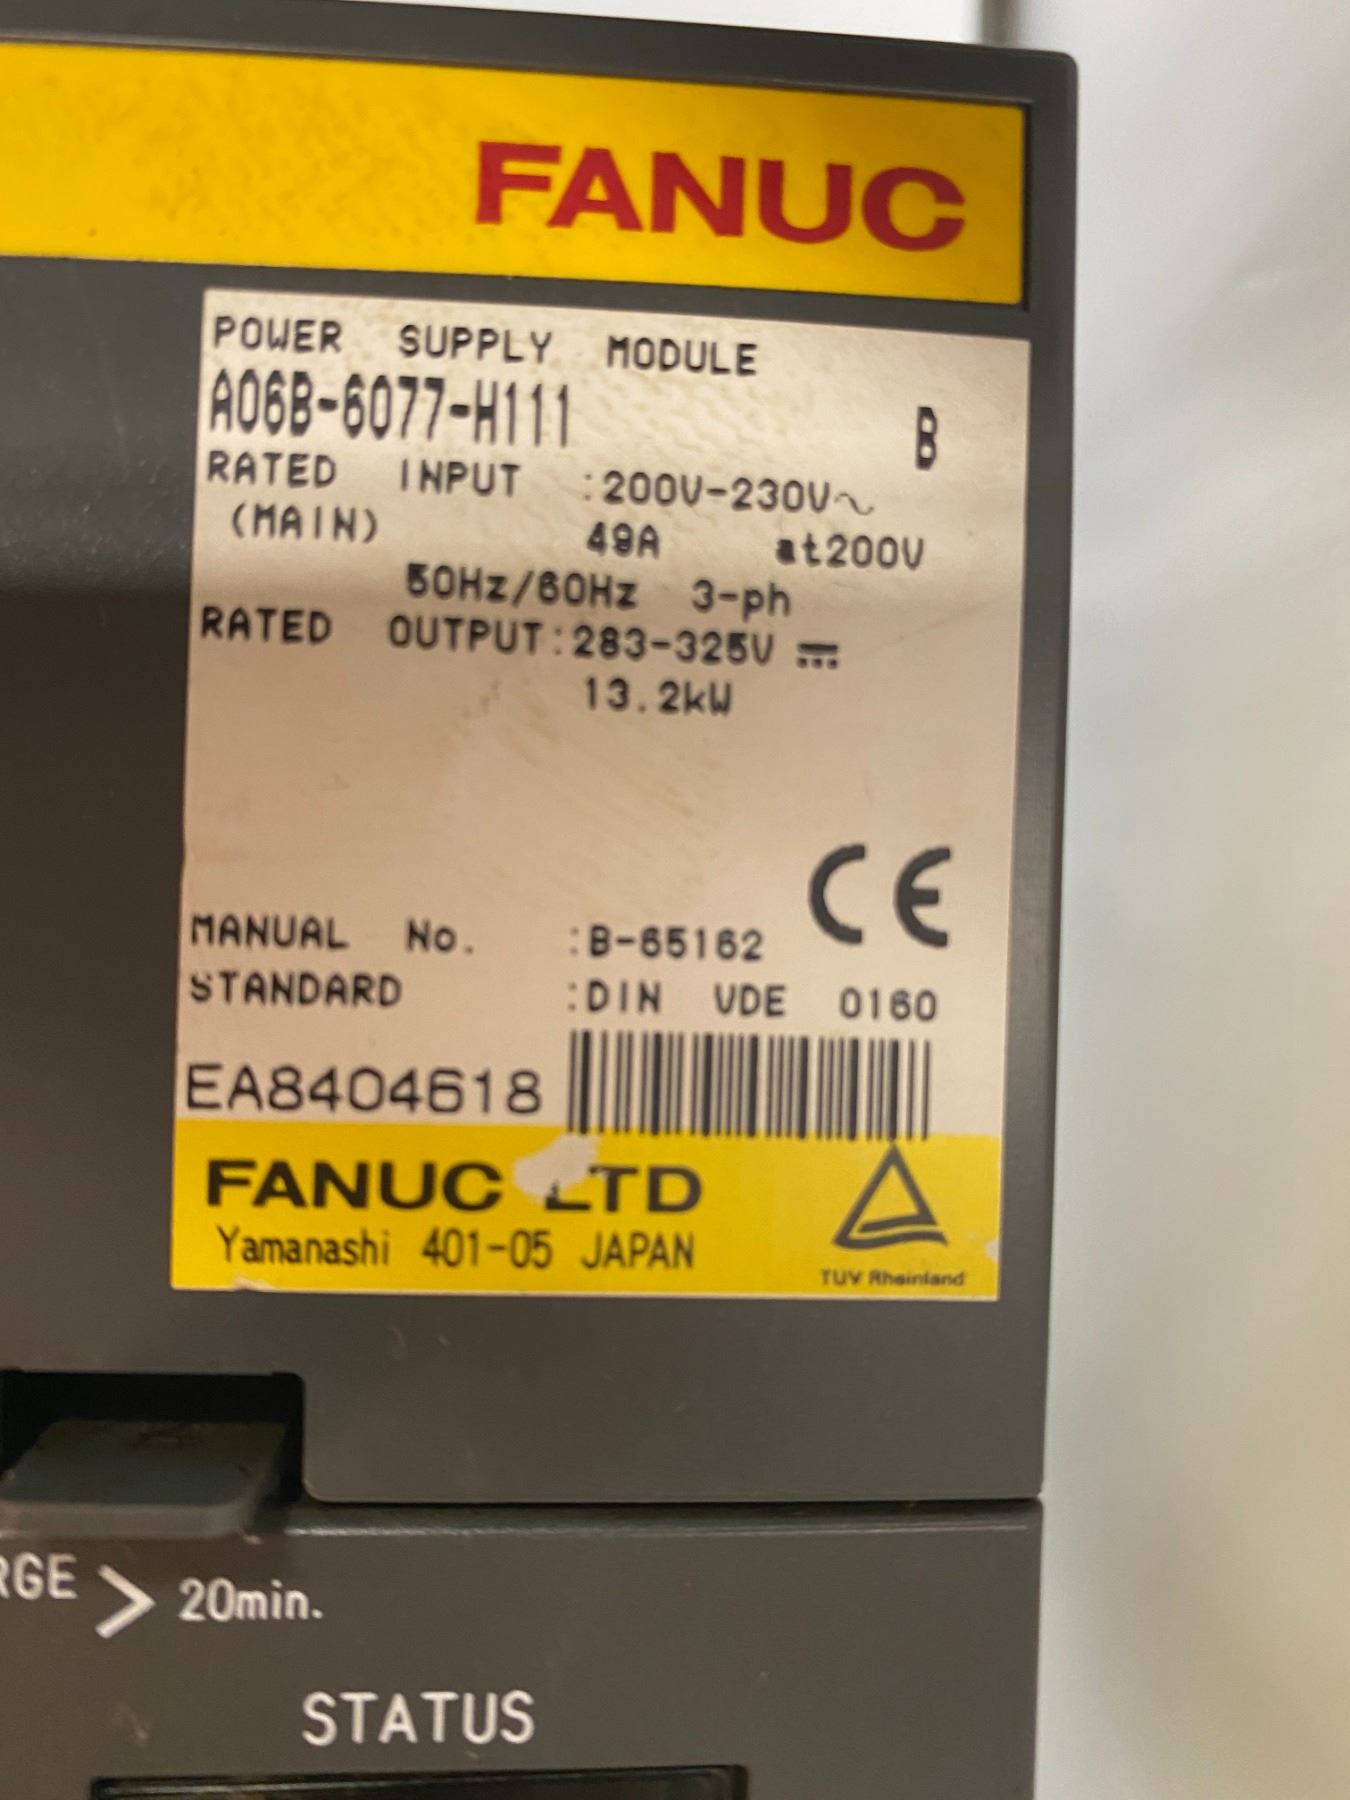 FANUC
POWER SUPPLY MODULE
A06B-6077-H111 B
RATED INPUT :200V-230V~
(MAIN) 49A at200V
50Hz/60Hz 3-ph
RATED OUTPUT:283-325V ⎓
13.2kW
CE
MANUAL No. :B-65162
STANDARD :DIN VDE 0160
EA8404618
FANUC LTD
Yamanashi 401-05 JAPAN
TUV Rheinland
RGE > 20min.
STATUS